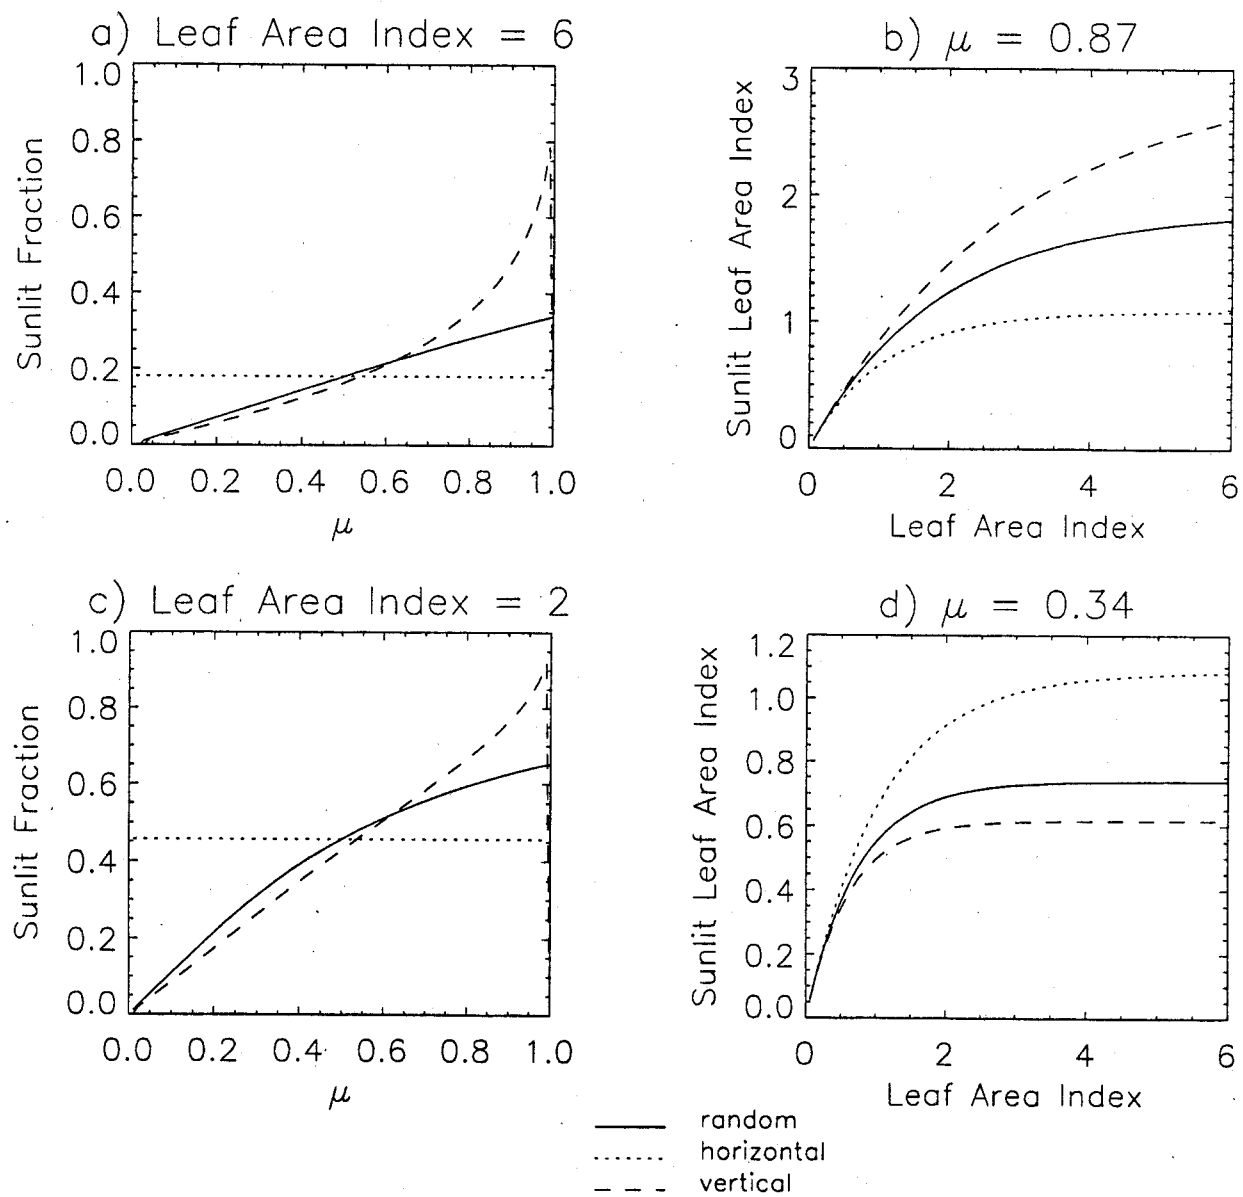 a) Leaf Area Index = 6
Sunlit Fraction
1.0
0.8
0.6
0.4
0.2
0.0
0.0 0.2 0.4 0.6 0.8 1.0
μ
b) μ = 0.87
Sunlit Leaf Area Index
3
2
1
0
0 2 4 6
Leaf Area Index
c) Leaf Area Index = 2
Sunlit Fraction
1.0
0.8
0.6
0.4
0.2
0.0
0.0 0.2 0.4 0.6 0.8 1.0
μ
d) μ = 0.34
Sunlit Leaf Area Index
1.2
1.0
0.8
0.6
0.4
0.2
0.0
0 2 4 6
Leaf Area Index
random
horizontal
vertical